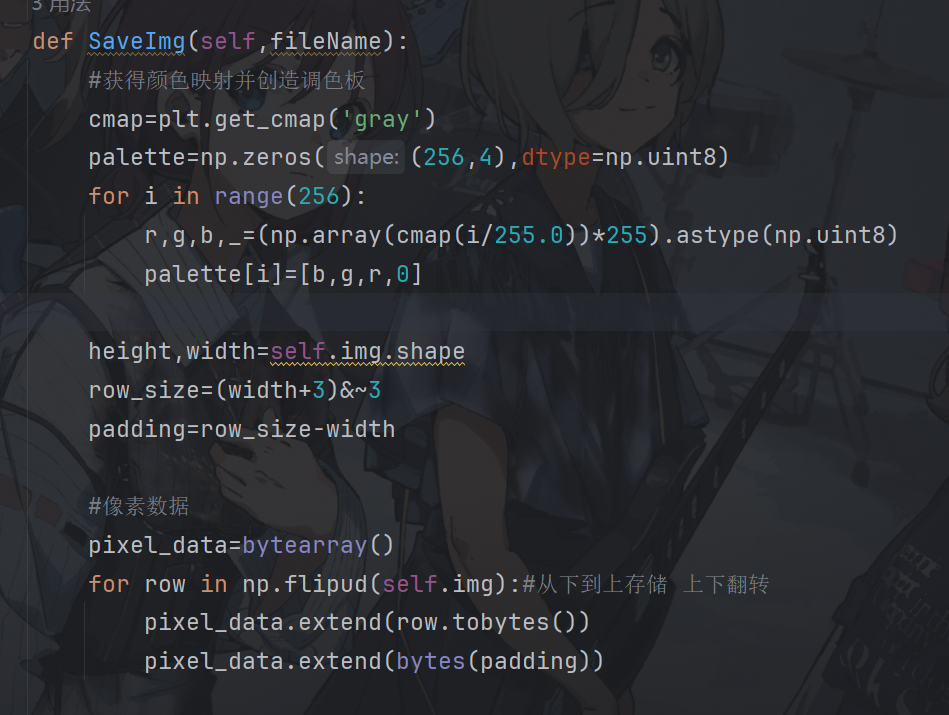 3 用法
def SaveImg(self,fileName):
#获得颜色映射并创造调色板
cmap=plt.get_cmap('gray')
palette=np.zeros( shape: (256,4),dtype=np.uint8)
for i in range(256):
r,g,b,_=(np.array(cmap(i/255.0))*255).astype(np.uint8)
palette[i]=[b,g,r,0]
height,width=self.img.shape
row_size=(width+3)&~3
padding=row_size-width
#像素数据
pixel_data=bytearray()
for row in np.flipud(self.img):#从下到上存储 上下翻转
pixel_data.extend(row.tobytes())
pixel_data.extend(bytes(padding))